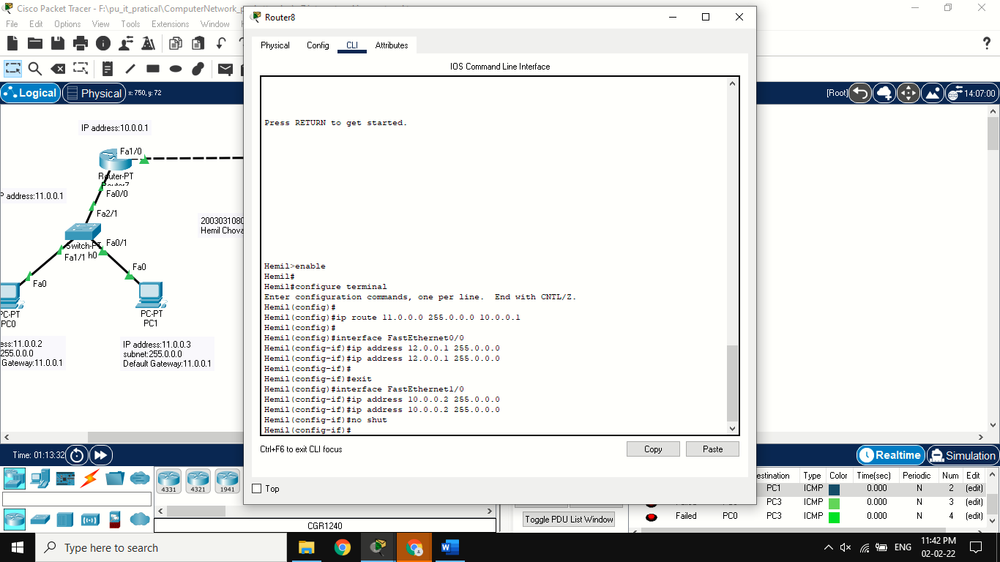 Cisco Packet Tracer - F:\pu_it_pratical\ComputerNetwork_p
File Edit Options View Tools Extensions Window
Router8
Physical Config CLI Attributes
IOS Command Line Interface
Logical Physical x: 750, y: 72
[Root] 14:07:00
Press RETURN to get started.
Hemil>enable
Hemil#
Hemil#configure terminal
Enter configuration commands, one per line. End with CNTL/Z.
Hemil(config)#
Hemil(config)#ip route 11.0.0.0 255.0.0.0 10.0.0.1
Hemil(config)#
Hemil(config)#interface FastEthernet0/0
Hemil(config-if)#ip address 12.0.0.1 255.0.0.0
Hemil(config-if)#ip address 12.0.0.1 255.0.0.0
Hemil(config-if)#
Hemil(config-if)#exit
Hemil(config)#interface FastEthernet1/0
Hemil(config-if)#ip address 10.0.0.2 255.0.0.0
Hemil(config-if)#ip address 10.0.0.2 255.0.0.0
Hemil(config-if)#no shut
Hemil(config-if)#
Ctrl+F6 to exit CLI focus
Copy Paste
Top
IP address:10.0.0.1
Fa1/0
Router-PT
Router7
Fa0/0
P address:11.0.0.1
Fa2/1
2003031080
Hemil Chova
Switch-PT
Fa0/1
Fa1/1 h0
Fa0
Fa0
PC-PT
PC0
PC-PT
PC1
ess:11.0.0.2
255.0.0.0
Gateway:11.0.0.1
IP address:11.0.0.3
subnet:255.0.0.0
Default Gateway:11.0.0.1
Time: 01:13:32
Realtime Simulation
4331 4321 1941
CGR1240
Toggle PDU List Window
estination Type Color Time(sec) Periodic Num Edit
PC1 ICMP 0.000 N 2 (edit)
PC3 ICMP 0.000 N 3 (edit)
Failed PC0 PC3 ICMP 0.000 N 4 (edit)
Type here to search
ENG
11:42 PM
02-02-22